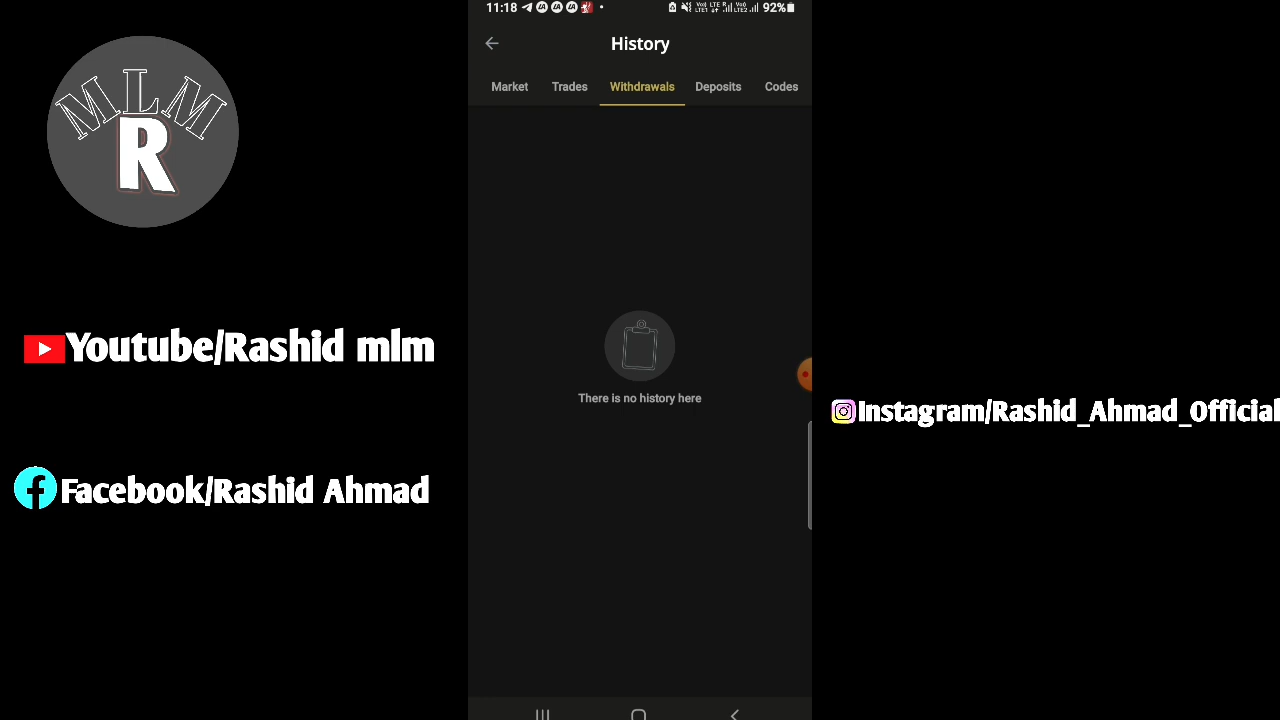 11:18
92%
History
Market Trades Withdrawals Deposits Codes
MLM
R
There is no history here
Youtube/Rashid mlm
Instagram/Rashid_Ahmad_Official
Facebook/Rashid Ahmad